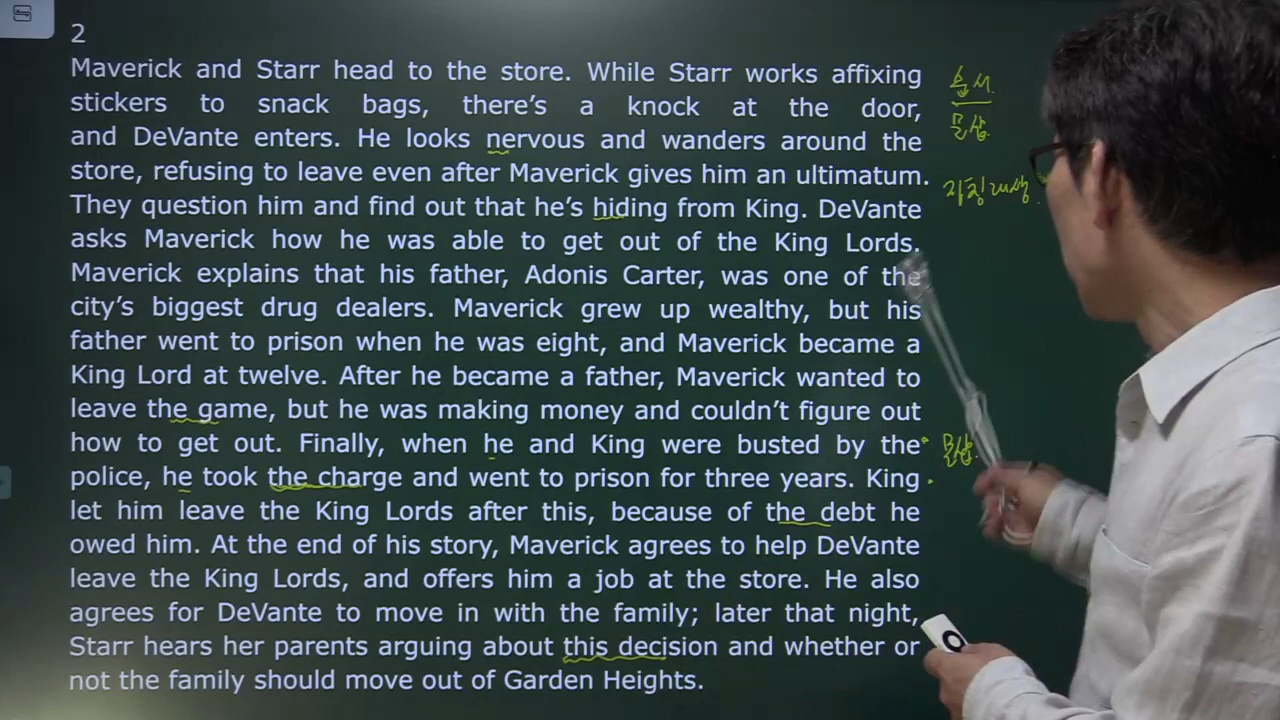 2
Maverick and Starr head to the store. While Starr works affixing
stickers to snack bags, there's a knock at the door,
and DeVante enters. He looks nervous and wanders around the
store, refusing to leave even after Maverick gives him an ultimatum.
They question him and find out that he's hiding from King. DeVante
asks Maverick how he was able to get out of the King Lords.
Maverick explains that his father, Adonis Carter, was one of the
city's biggest drug dealers. Maverick grew up wealthy, but his
father went to prison when he was eight, and Maverick became a
King Lord at twelve. After he became a father, Maverick wanted to
leave the game, but he was making money and couldn't figure out
how to get out. Finally, when he and King were busted by the
police, he took the charge and went to prison for three years. King
let him leave the King Lords after this, because of the debt he
owed him. At the end of his story, Maverick agrees to help DeVante
leave the King Lords, and offers him a job at the store. He also
agrees for DeVante to move in with the family; later that night,
Starr hears her parents arguing about this decision and whether or
not the family should move out of Garden Heights.